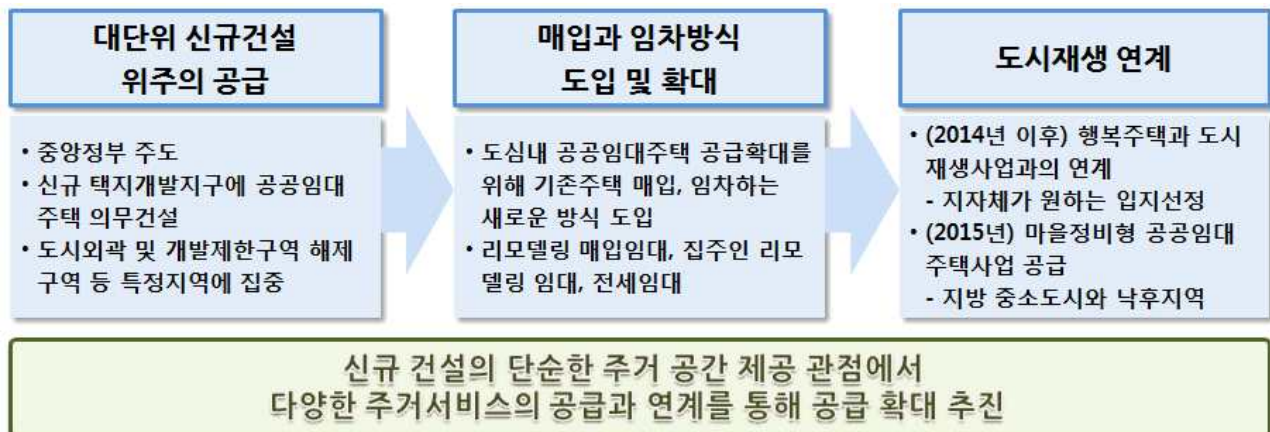 대단위 신규건설
위주의 공급
• 중앙정부 주도
• 신규 택지개발지구에 공공임대
주택 의무건설
• 도시외곽 및 개발제한구역 해제
구역 등 특정지역에 집중
매입과 임차방식
도입 및 확대
• 도심내 공공임대주택 공급확대를
위해 기존주택 매입, 임차하는
새로운 방식 도입
• 리모델링 매입임대, 집주인 리모
델링 임대, 전세임대
도시재생 연계
• (2014년 이후) 행복주택과 도시
재생사업과의 연계
- 지자체가 원하는 입지선정
• (2015년) 마을정비형 공공임대
주택사업 공급
- 지방 중소도시와 낙후지역
신규 건설의 단순한 주거 공간 제공 관점에서
다양한 주거서비스의 공급과 연계를 통해 공급 확대 추진